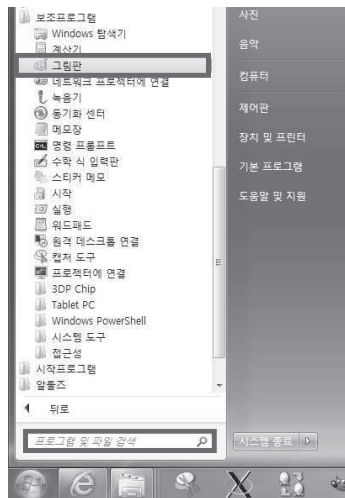 보조프로그램
Windows 탐색기
계산기
그림판
네트워크 프로젝터에 연결
녹음기
동기화 센터
메모장
명령 프롬프트
수학 식 입력판
스티커 메모
시작
실행
워드패드
원격 데스크톱 연결
캡처 도구
프로젝터에 연결
3DP Chip
Tablet PC
Windows PowerShell
시스템 도구
접근성
시작프로그램
알툴즈
뒤로
프로그램 및 파일 검색
사진
음악
컴퓨터
제어판
장치 및 프린터
기본 프로그램
도움말 및 지원
시스템 종료